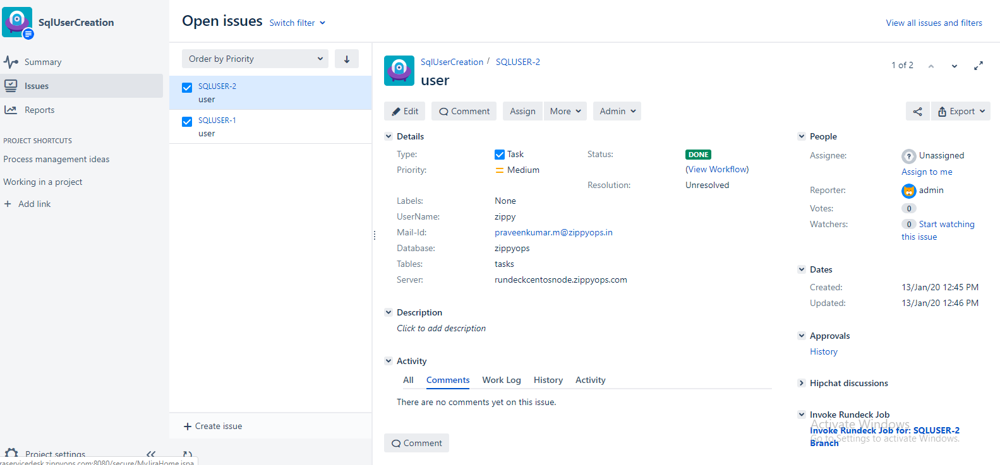 SqlUserCreation
Summary
Issues
Reports
PROJECT SHORTCUTS
Process management ideas
Working in a project
+ Add link
Project settings
raservicedesk.zippyops.com:8080/secure/MyJiraHome.jspa
Open issues Switch filter
View all issues and filters
Order by Priority
SQLUSER-2
user
SQLUSER-1
user
+ Create issue
SqlUserCreation / SQLUSER-2
user
1 of 2
Edit Comment Assign More Admin
Export
Details
Type: Task Status: DONE
Priority: Medium (View Workflow)
Resolution: Unresolved
Labels: None
UserName: zippy
Mail-Id: praveenkumar.m@zippyops.in
Database: zippyops
Tables: tasks
Server: rundeckcentosnode.zippyops.com
Description
Click to add description
Activity
All Comments Work Log History Activity
There are no comments yet on this issue.
Comment
People
Assignee: Unassigned
Assign to me
Reporter: admin
Votes: 0
Watchers: 0 Start watching
this issue
Dates
Created: 13/Jan/20 12:45 PM
Updated: 13/Jan/20 12:46 PM
Approvals
History
Hipchat discussions
Invoke Rundeck Job
Activate Windows
Invoke Rundeck Job for: SQLUSER-2
Go to Settings to activate Windows.
Branch